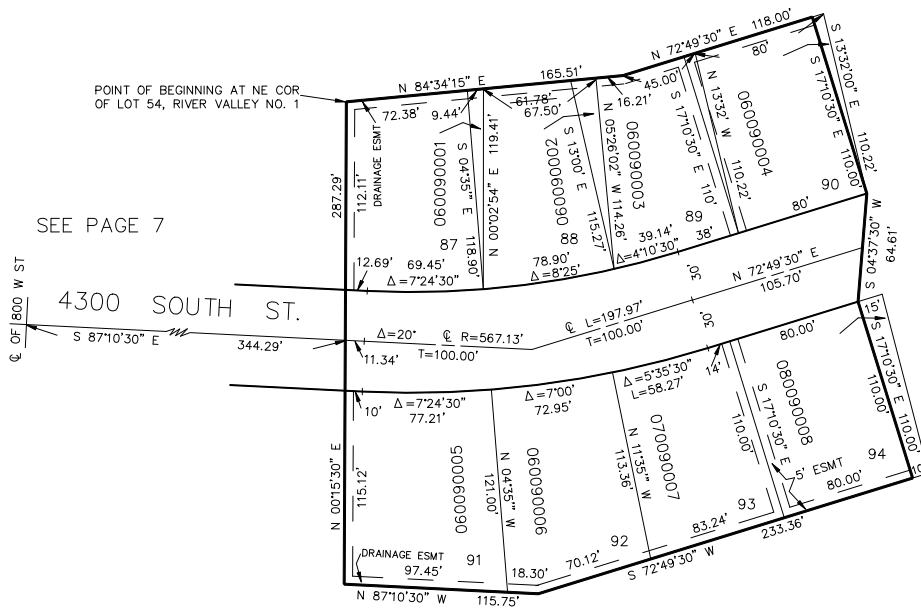 POINT OF BEGINNING AT NE COR
OF LOT 54, RIVER VALLEY NO. 1
N 84°34'15" E
165.51'
N 72°49'30" E
118.00'
72.38'
9.44'
61.78'
67.50'
16.21'
45.00'
80'
S 13°32'00" E
110.22'
S 17°10'30" E
110.00'
287.29'
112.11'
DRAINAGE ESMT
060090001
S 04°35' E
118.90'
N 00°02'54" E 119.41'
060090002
S 13°00' E
115.27'
N 05°26'02" W 114.26'
060090003
S 17°10'30" E 110'
N 13°32' W
110.22'
060090004
87
88
89
90
12.69'
69.45'
Δ=7°24'30"
78.90'
Δ=8°25'
39.14'
Δ=4°10'30"
38'
80'
S 04°37'30" W
64.61'
SEE PAGE 7
4300 SOUTH ST.
℄ OF 800 W ST
S 87°10'30" E
344.29'
11.34'
Δ=20°
℄ R=567.13'
T=100.00'
℄ L=197.97'
T=100.00'
30'
30'
N 72°49'30" E
105.70'
10'
Δ=7°24'30"
77.21'
Δ=7°00'
72.95'
Δ=5°35'30"
L=58.27'
14'
80.00'
15'
S 17°10'30" E
110.00'
110.00'
N 00°15'30" E
115.12'
060090005
N 04°35' W
121.00'
060090006
N 11°35' W
113.36'
070090007
110.00'
S 17°10'30" E
080090008
5' ESMT
91
92
93
94
DRAINAGE ESMT
97.45'
18.30'
70.12'
83.24'
80.00'
10'
N 87°10'30" W
115.75'
S 72°49'30" W
233.36'